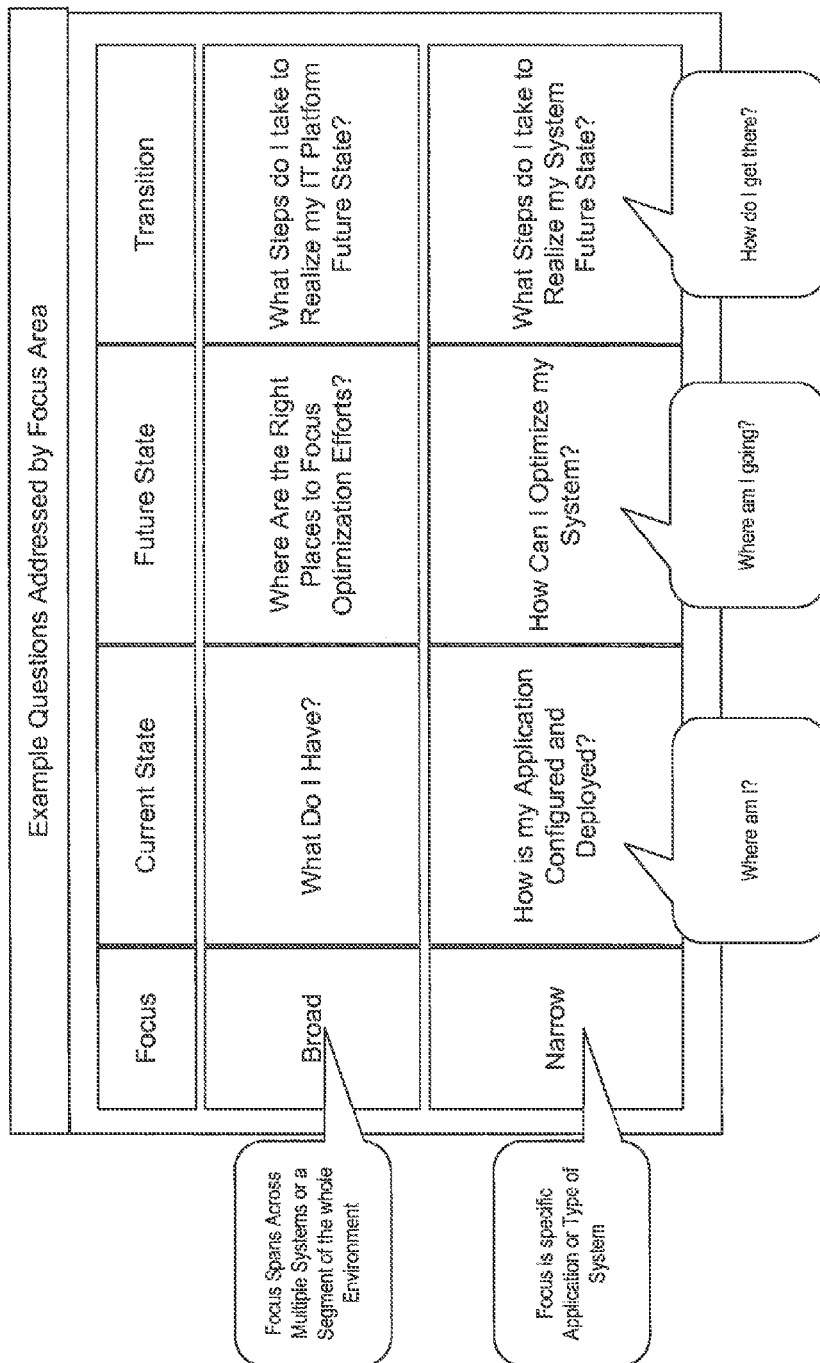 Example Questions Addressed by Focus Area
Focus
Current State
Future State
Transition
Broad
What Do I Have?
Where Are the Right
Places to Focus
Optimization Efforts?
What Steps do I take to
Realize my IT Platform
Future State?
Narrow
How is my Application
Configured and
Deployed?
How Can I Optimize my
System?
What Steps do I take to
Realize my System
Future State?
Focus Spans Across
Multiple Systems or a
Segment of the whole
Environment
Focus is specific
Application or Type of
System
Where am I?
Where am I going?
How do I get there?